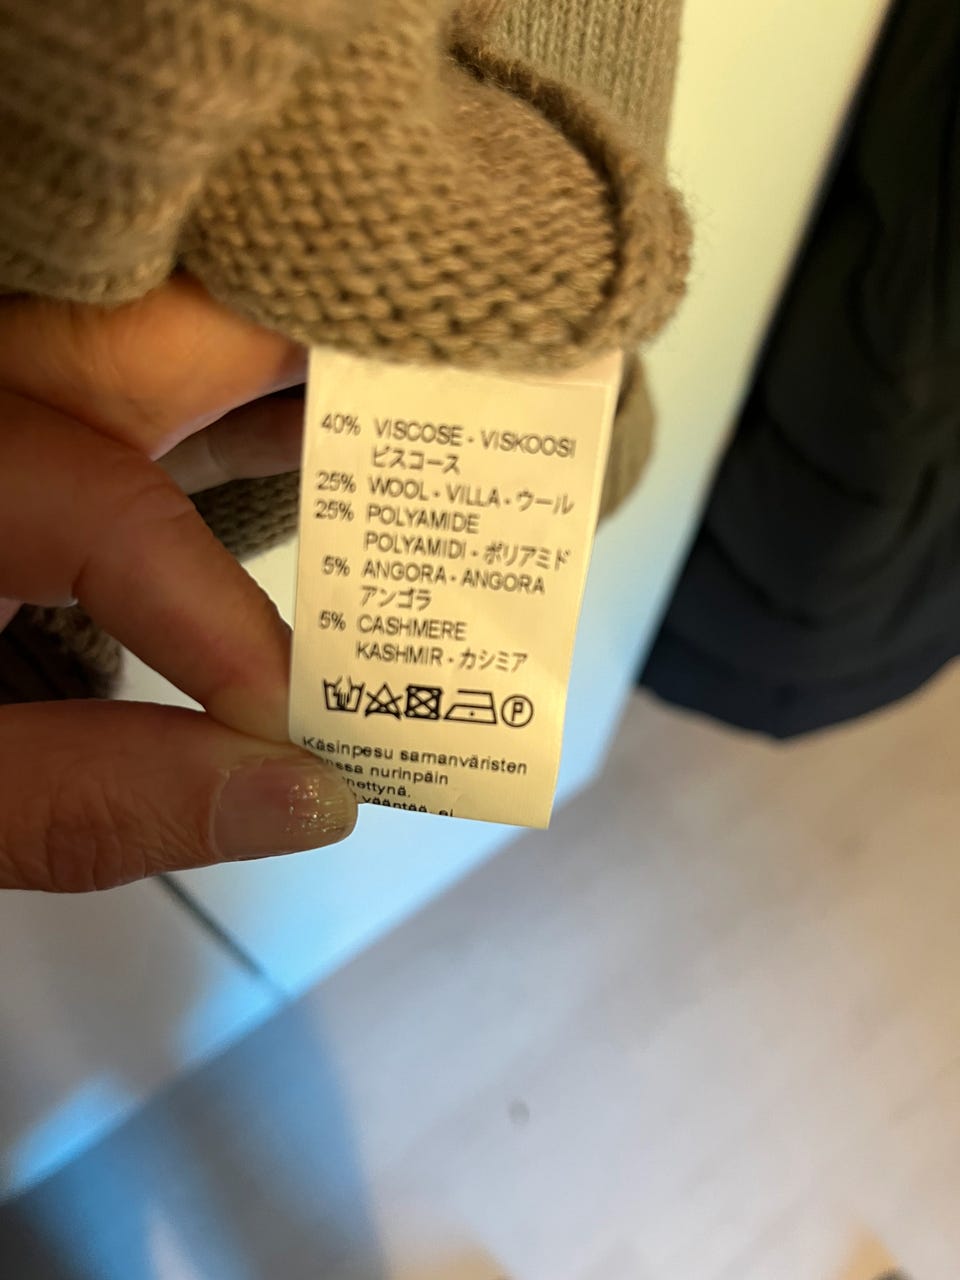 40% VISCOSE - VISKOOSI
ビスコース
25% WOOL - VILLA - ウール
25% POLYAMIDE
POLYAMIDI - ポリアミド
5% ANGORA - ANGORA
アンゴラ
5% CASHMERE
KASHMIR - カシミア
P
Käsinpesu samanväristen
nurinpäin
vääntää, ei